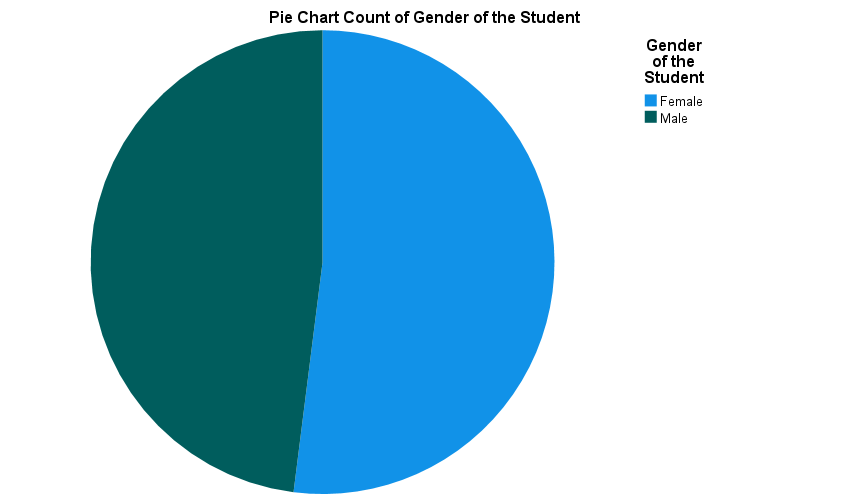 Pie Chart Count of Gender of the Student
Gender
of the
Student
Female
Male